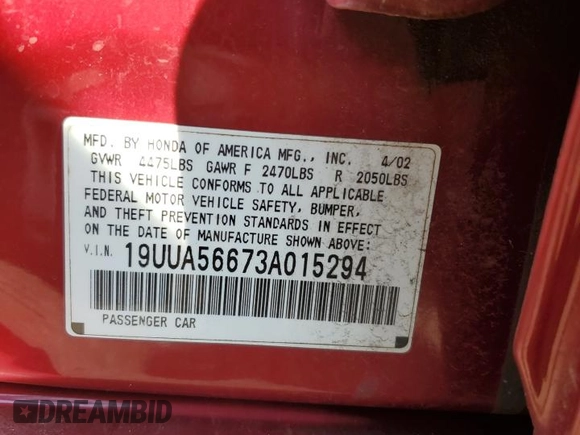 MFD. BY HONDA OF AMERICA MFG., INC. 4/02
GVWR 4475LBS GAWR F 2470LBS R 2050LBS
THIS VEHICLE CONFORMS TO ALL APPLICABLE
FEDERAL MOTOR VEHICLE SAFETY, BUMPER,
AND THEFT PREVENTION STANDARDS IN EFFECT
ON THE DATE OF MANUFACTURE SHOWN ABOVE:
V.I.N. 19UUA56673A015294
PASSENGER CAR
DREAMBID